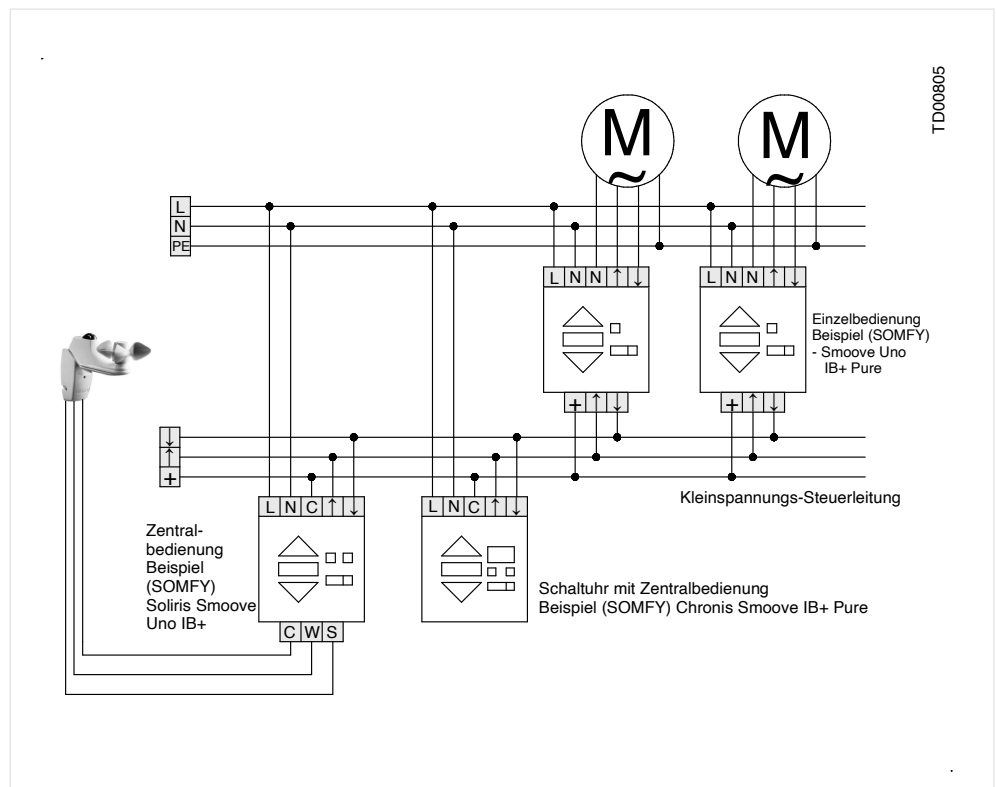 TD00805
M
~
M
~
L
N
PE
L N N ↑ ↓
L N N ↑ ↓
Einzelbedienung
Beispiel (SOMFY)
- Smoove Uno
IB+ Pure
+ ↑ ↓
+ ↑ ↓
↓
↑
+
Kleinspannungs-Steuerleitung
L N C ↑ ↓
L N C ↑ ↓
Zentral-
bedienung
Beispiel
(SOMFY)
Soliris Smoove
Uno IB+
Schaltuhr mit Zentralbedienung
Beispiel (SOMFY) Chronis Smoove IB+ Pure
C W S